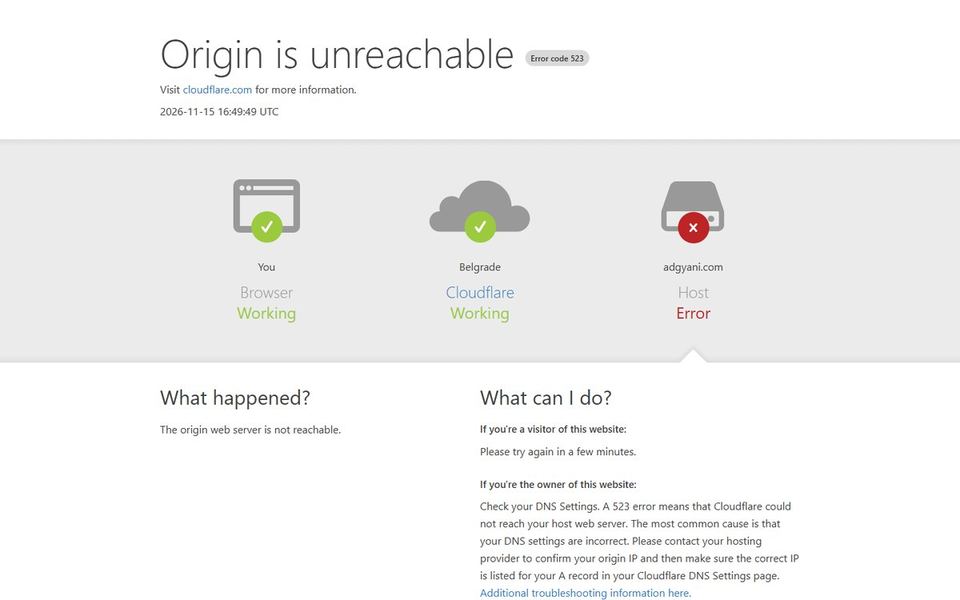 Origin is unreachable Error code 523
Visit cloudflare.com for more information.
2026-11-15 16:49:49 UTC
You
Browser
Working
Belgrade
Cloudflare
Working
adgyani.com
Host
Error
What happened?
The origin web server is not reachable.
What can I do?
If you're a visitor of this website:
Please try again in a few minutes.
If you're the owner of this website:
Check your DNS Settings. A 523 error means that Cloudflare could
not reach your host web server. The most common cause is that
your DNS settings are incorrect. Please contact your hosting
provider to confirm your origin IP and then make sure the correct IP
is listed for your A record in your Cloudflare DNS Settings page.
Additional troubleshooting information here.